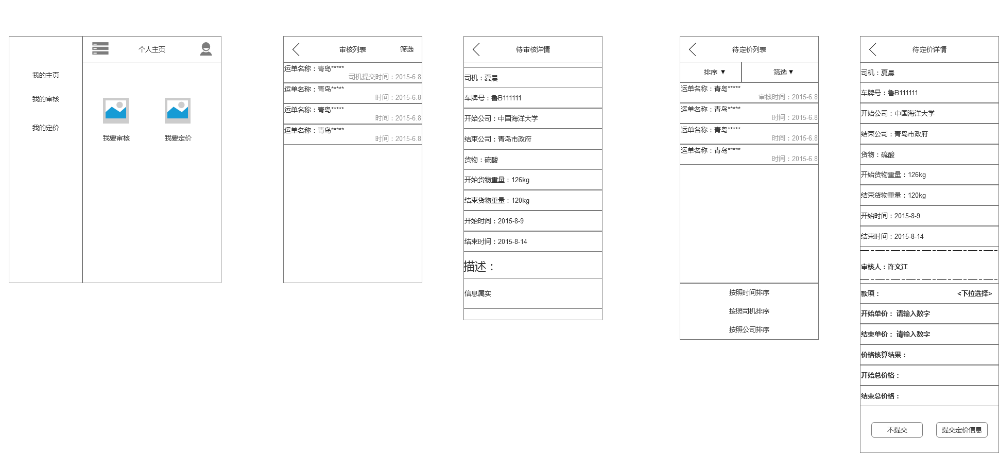 我的主页
我的审核
我的定价
个人主页
我要审核
我要定价
审核列表
筛选
运单名称：青岛*****
司机提交时间：2015-6.8
运单名称：青岛*****
时间：2015-6.8
运单名称：青岛*****
时间：2015-6.8
运单名称：青岛*****
时间：2015-6.8
待审核详情
司机：夏晨
车牌号：鲁B111111
开始公司：中国海洋大学
结束公司：青岛市政府
货物：硫酸
开始货物重量：126kg
结束货物重量：120kg
开始时间：2015-8-9
结束时间：2015-8-14
描述：
信息属实
待定价列表
排序 ▼
筛选▼
运单名称：青岛*****
审核时间：2015-6.8
运单名称：青岛*****
时间：2015-6.8
运单名称：青岛*****
时间：2015-6.8
运单名称：青岛*****
时间：2015-6.8
按照时间排序
按照司机排序
按照公司排序
待定价详情
司机：夏晨
车牌号：鲁B111111
开始公司：中国海洋大学
结束公司：青岛市政府
货物：硫酸
开始货物重量：126kg
结束货物重量：120kg
开始时间：2015-8-9
结束时间：2015-8-14
审核人：许文江
款项： <下拉选择>
开始单价： 请输入数字
结束单价： 请输入数字
价格核算结果：
开始总价格：
结束总价格：
不提交
提交定价信息